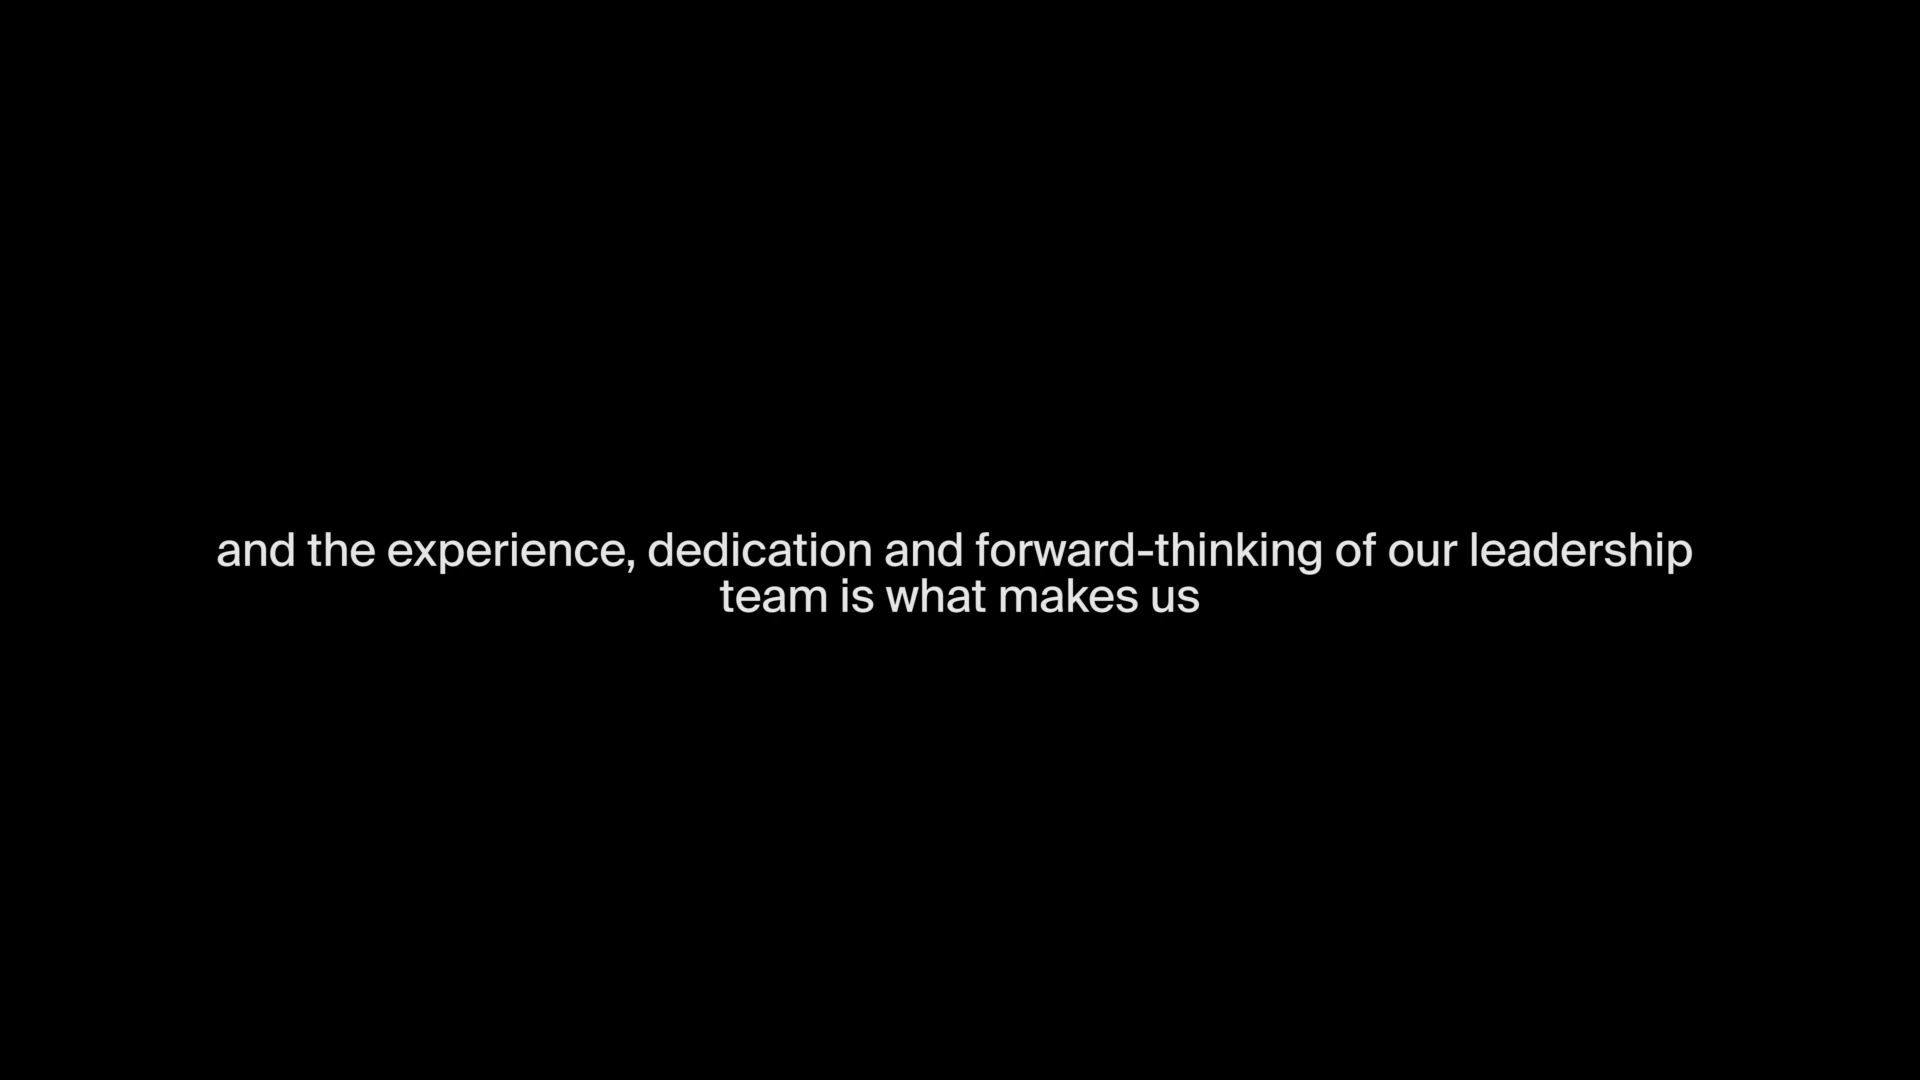 and the experience, dedication and forward-thinking of our leadership
team is what makes us